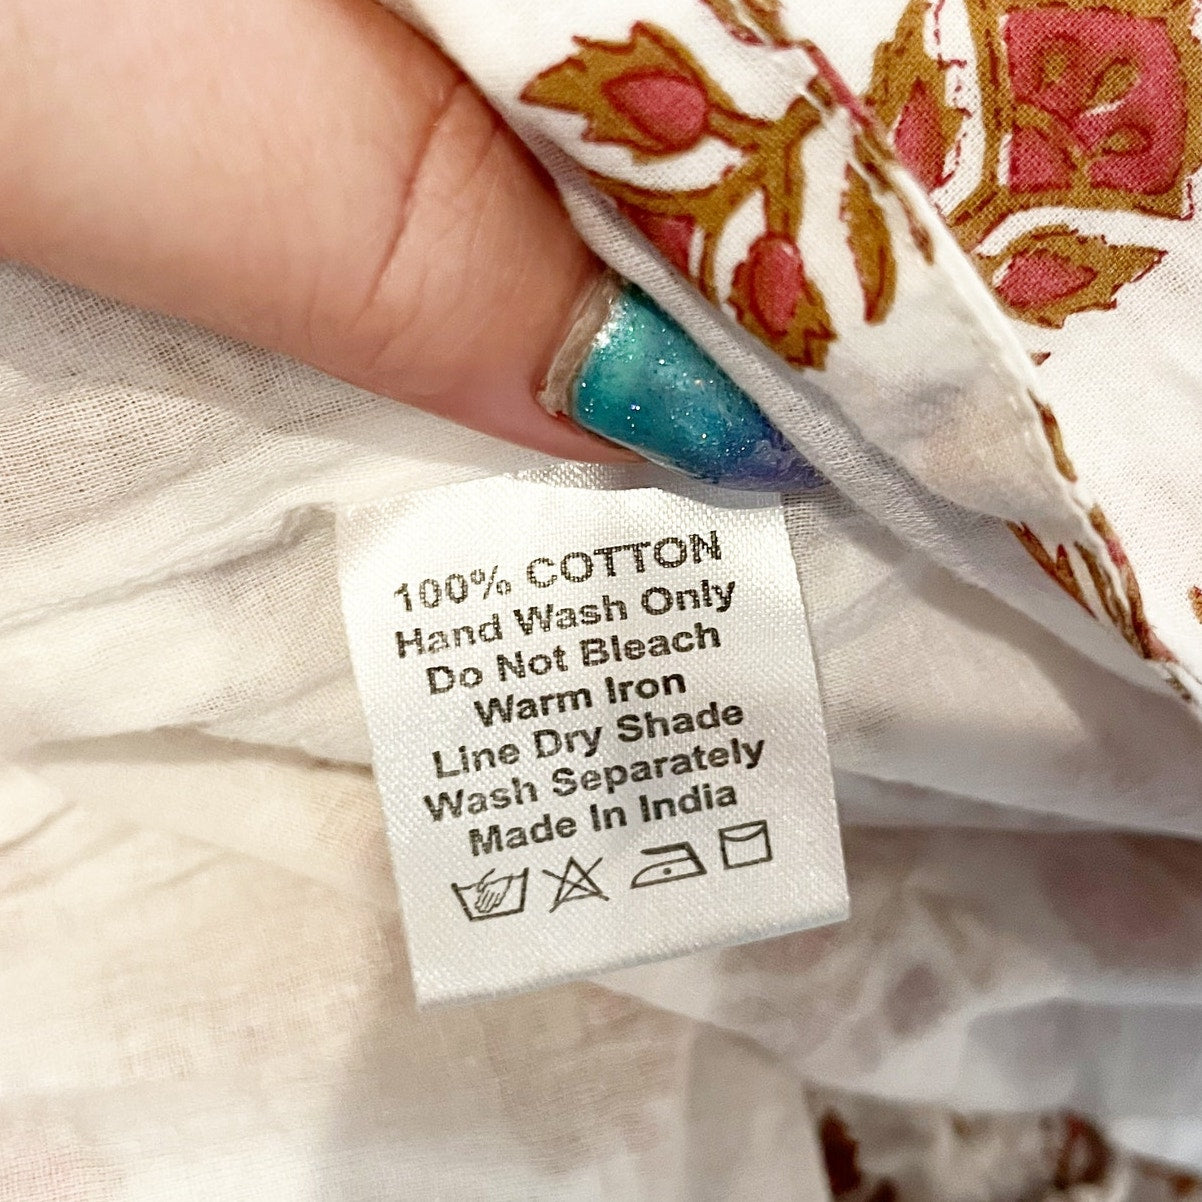 100% COTTON
Hand Wash Only
Do Not Bleach
Warm Iron
Line Dry Shade
Wash Separately
Made In India